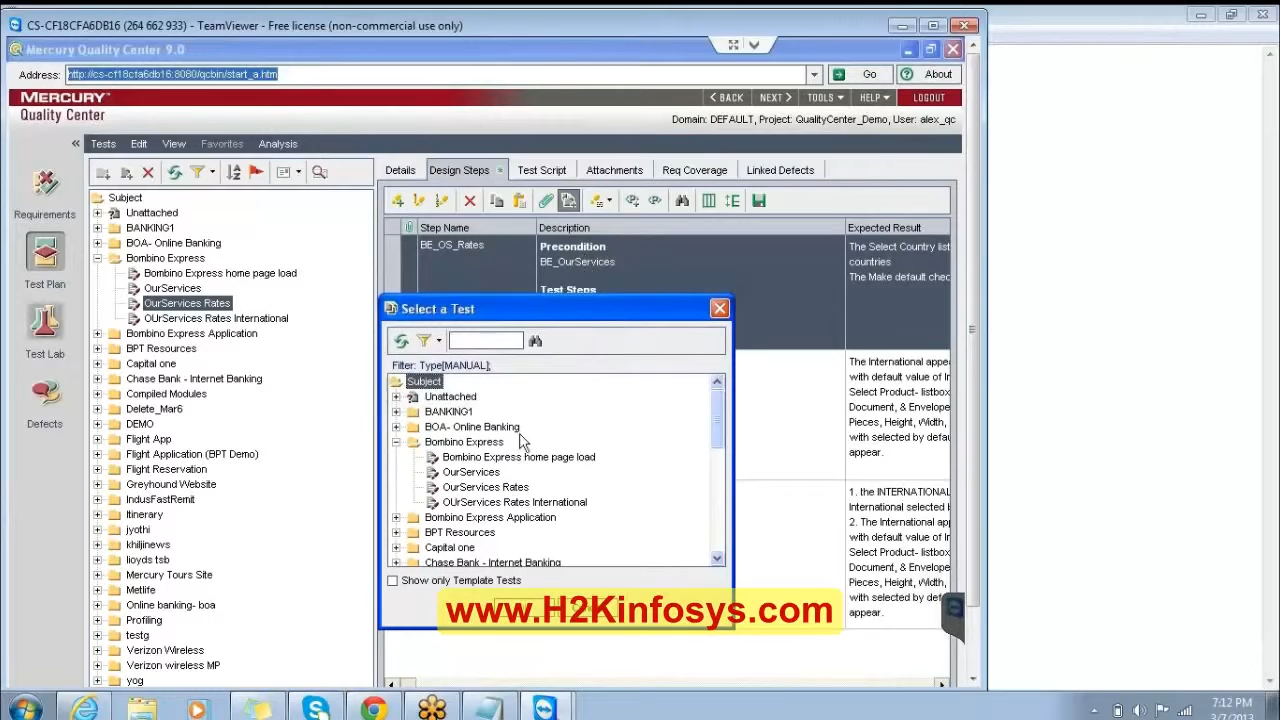 CS-CF18CFA6DB16 (264 662 933) - TeamViewer - Free license (non-commercial use only)
Mercury Quality Center 9.0
Address: http://cs-cf18cfa6db16:8080/qcbin/start_a.htm Go About
MERCURY™ < BACK NEXT > TOOLS HELP LOGOUT
Quality Center
Domain: DEFAULT, Project: QualityCenter_Demo, User: alex_qc
« Tests Edit View Favorites Analysis
Details Design Steps Test Script Attachments Req Coverage Linked Defects
Requirements
Test Plan
Test Lab
Defects
Subject
Unattached
BANKING1
BOA- Online Banking
Bombino Express
Bombino Express home page load
OurServices
OurServices Rates
OUrServices Rates International
Bombino Express Application
BPT Resources
Capital one
Chase Bank - Internet Banking
Compiled Modules
Delete_Mar6
DEMO
Flight App
Flight Application (BPT Demo)
Flight Reservation
Greyhound Website
IndusFastRemit
Itinerary
jyothi
khiljinews
lioyds tsb
Mercury Tours Site
Metlife
Online banking- boa
Profiling
testg
Verizon Wireless
Verizon wireless MP
yog
Step Name Description Expected Result
BE_OS_Rates
Precondition
BE_OurServices
Test Steps
The Select Country list
countries
The Make default chec
The International appea
with default value of In
Select Product- listbox
Document, & Envelope
Pieces, Height, Width,
with selected by defau
appear.
1. the INTERNATIONAL
International selected b
2. The International ap
with default value of In
Select Product- listbox
Document, & Envelope
Pieces, Height, Width,
with selected by defau
appear.
Select a Test
Filter: Type[MANUAL];
Subject
Unattached
BANKING1
BOA- Online Banking
Bombino Express
Bombino Express home page load
OurServices
OurServices Rates
OUrServices Rates International
Bombino Express Application
BPT Resources
Capital one
Chase Bank - Internet Banking
Show only Template Tests
www.H2Kinfosys.com
7:12 PM
3/7/2013